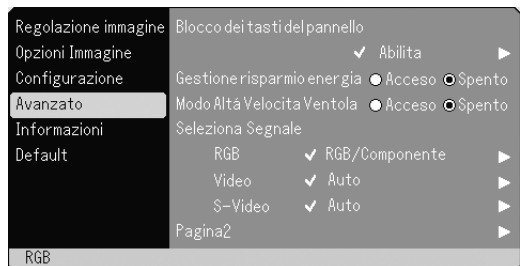 Regolazione immagine
Opzioni Immagine
Configurazione
Avanzato
Informazioni
Default
Blocco dei tasti del pannello
✓ Abilita ▶
Gestione risparmio energia ○Acceso ◉Spento
Modo Altá Velocita Ventola ○Acceso ◉Spento
Seleziona Segnale
RGB ✓ RGB/Componente ▶
Video ✓ Auto ▶
S-Video ✓ Auto ▶
Pagina2 ▶
RGB